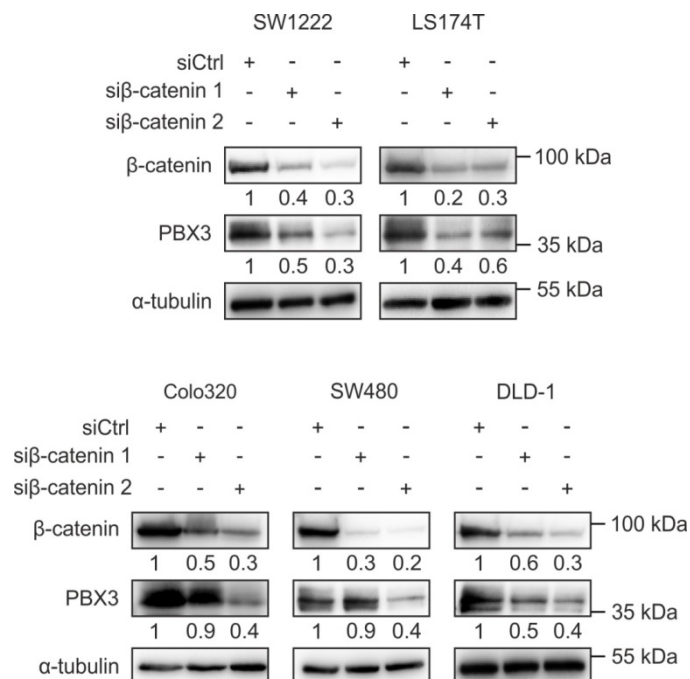 SW1222 LS174T
siCtrl + - - + - -
siβ-catenin 1 - + - - + -
siβ-catenin 2 - - + - - +
β-catenin 100 kDa
1 0.4 0.3 1 0.2 0.3
PBX3 35 kDa
1 0.5 0.3 1 0.4 0.6
α-tubulin 55 kDa
Colo320 SW480 DLD-1
siCtrl + - - + - - + - -
siβ-catenin 1 - + - - + - - + -
siβ-catenin 2 - - + - - + - - +
β-catenin 100 kDa
1 0.5 0.3 1 0.3 0.2 1 0.6 0.3
PBX3 35 kDa
1 0.9 0.4 1 0.9 0.4 1 0.5 0.4
α-tubulin 55 kDa